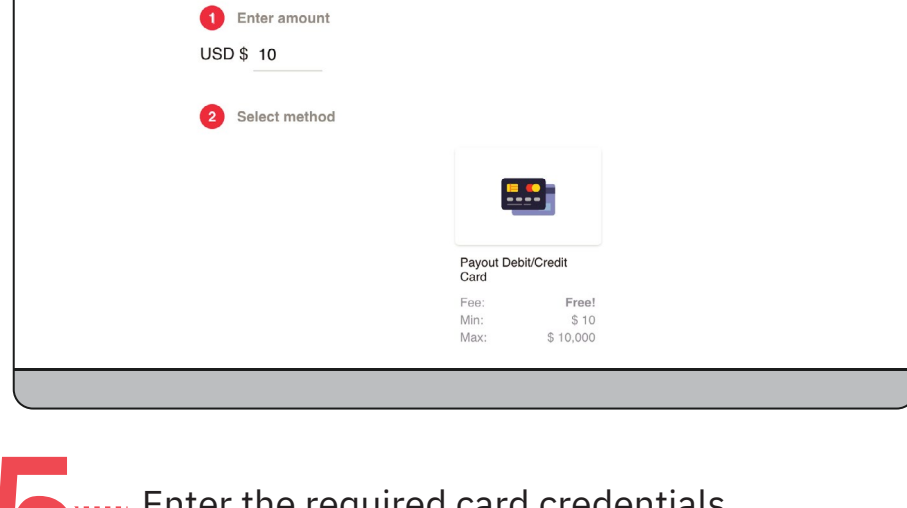 1 Enter amount
USD $ 10
2 Select method
Payout Debit/Credit
Card
Fee: Free!
Min: $ 10
Max: $ 10,000
5 Enter the required card credentials